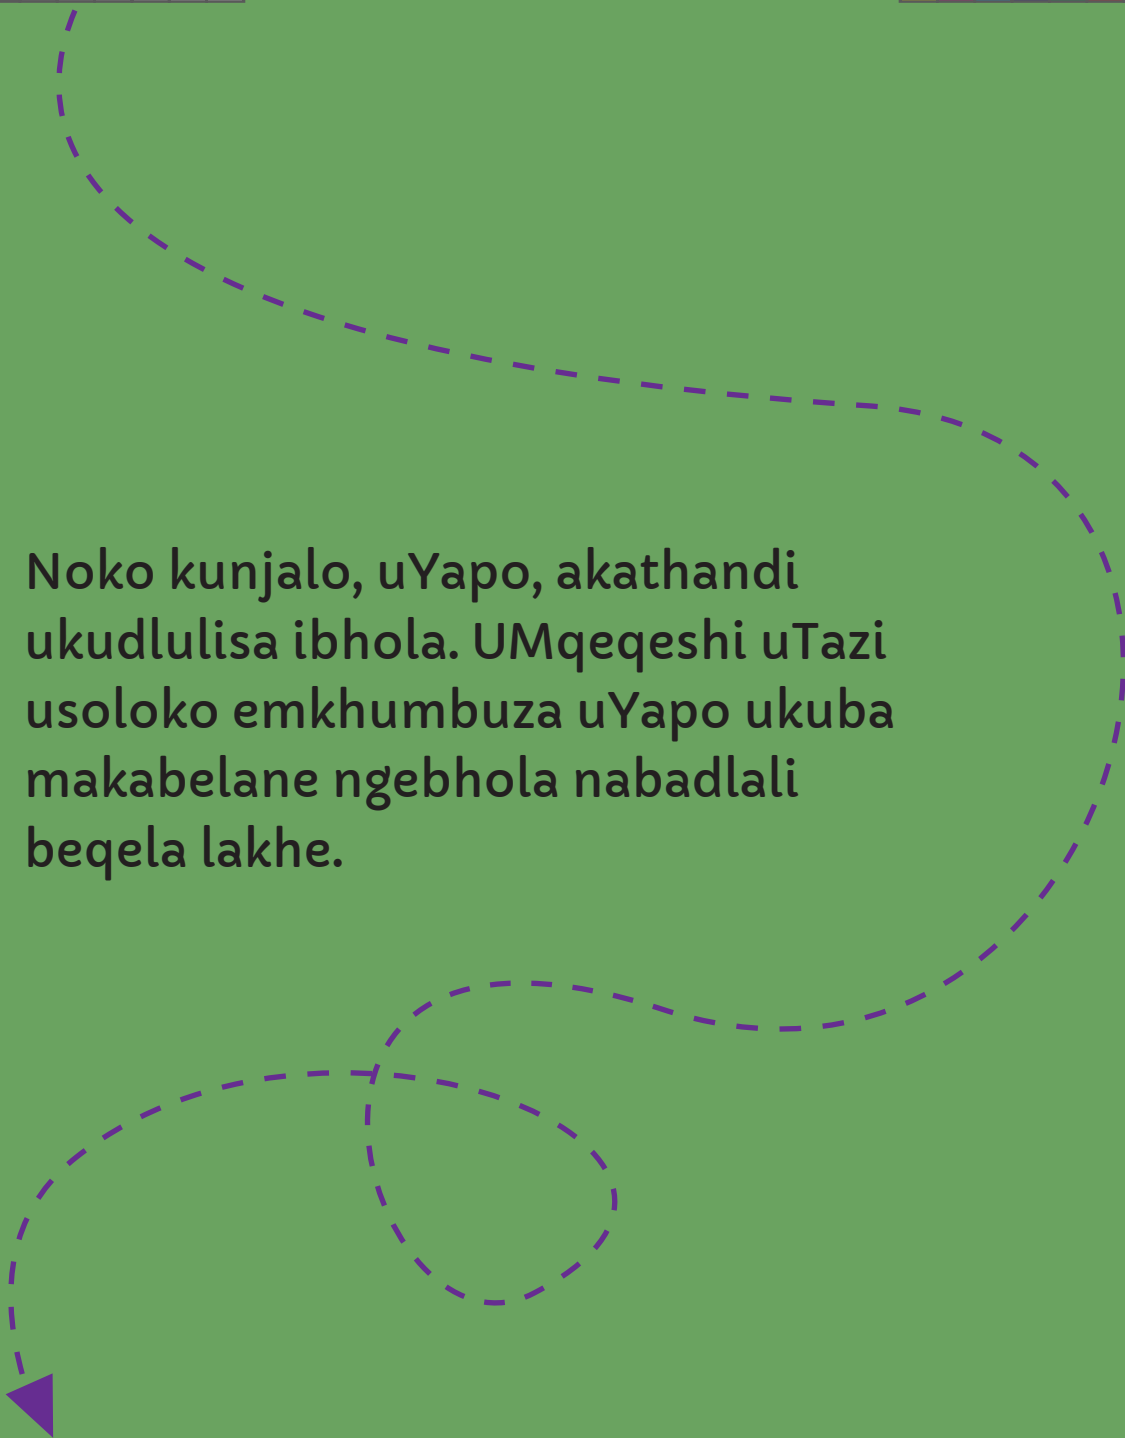 Noko kunjalo, uYapo, akathandi
ukudlulisa ibhola. UMqeqeshi uTazi
usoloko emkhumbuza uYapo ukuba
makabelane ngebhola nabadlali
beqela lakhe.